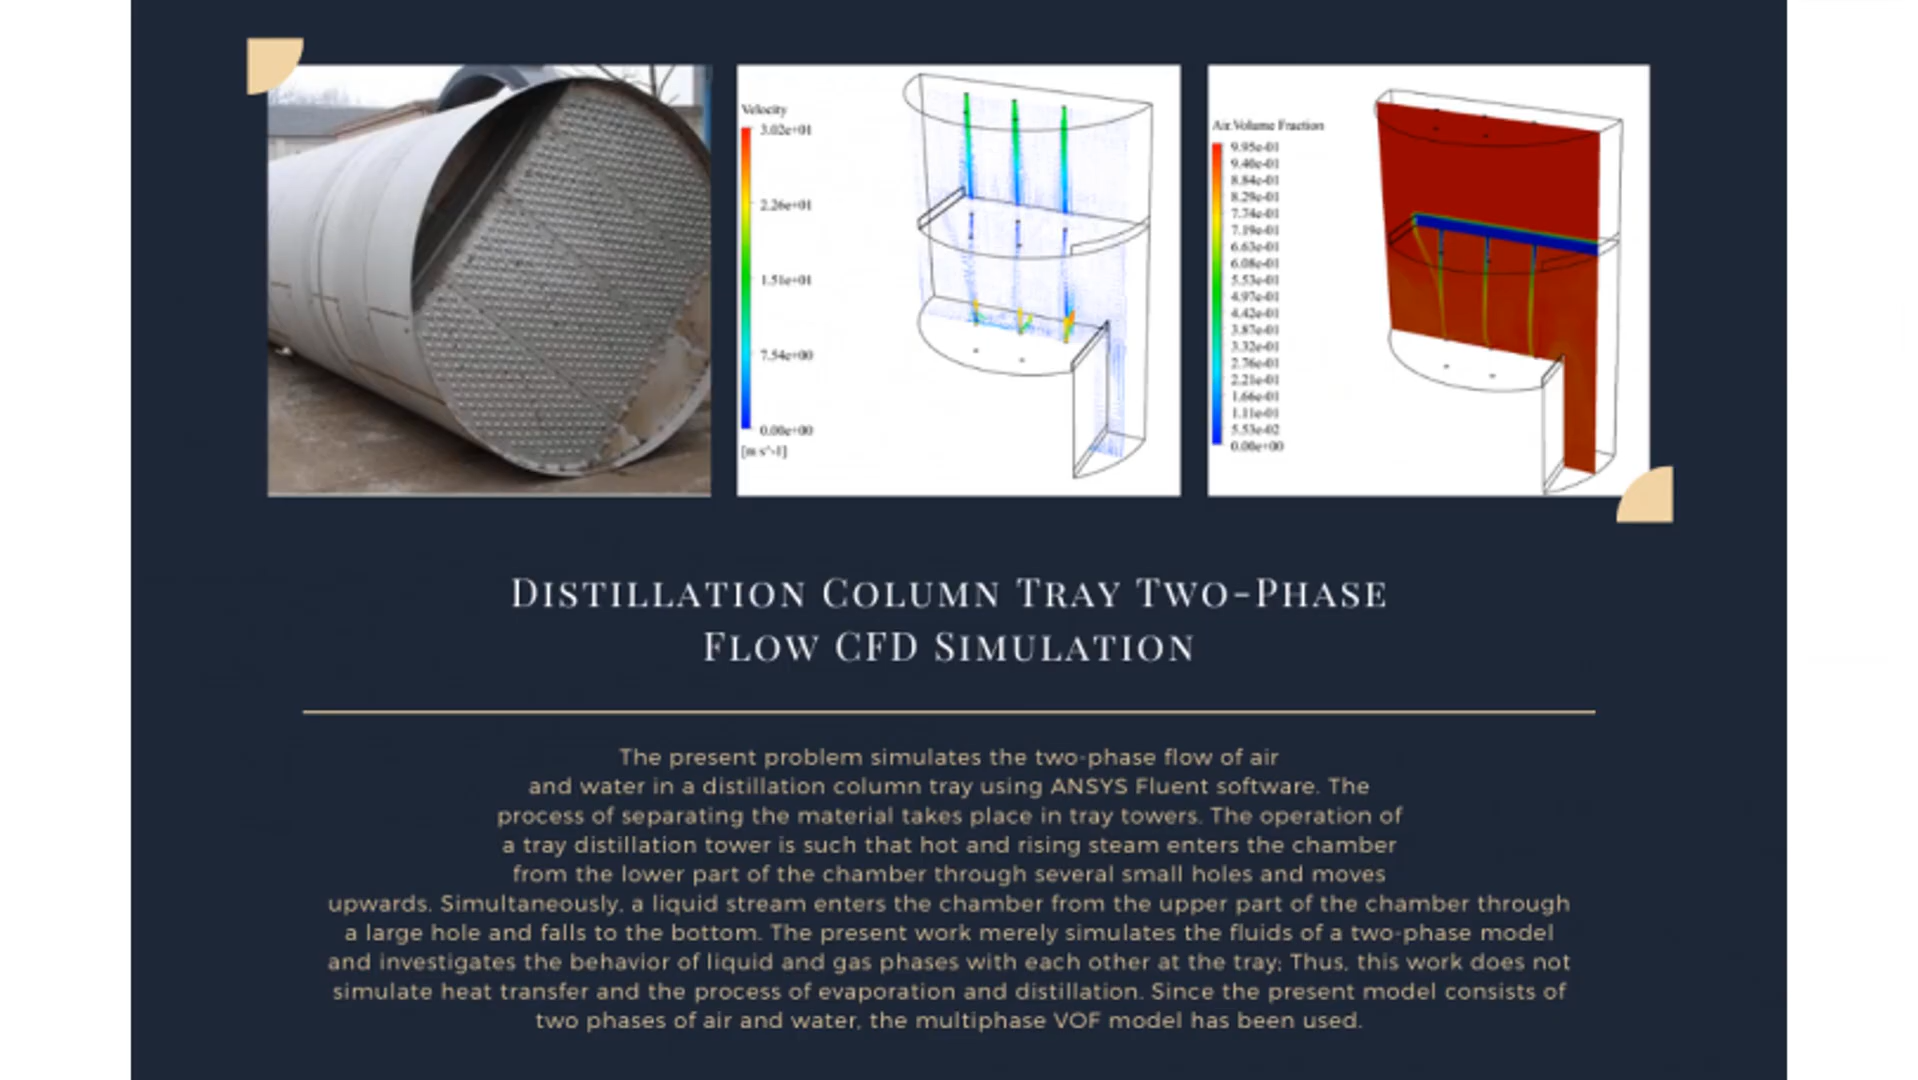 Velocity
3.02e+01
2.26e+01
1.51e+01
7.54e+00
0.00e+00
[m s^-1]
Air.Volume Fraction
9.95e-01
9.40e-01
8.84e-01
8.29e-01
7.74e-01
7.19e-01
6.63e-01
6.08e-01
5.53e-01
4.97e-01
4.42e-01
3.87e-01
3.32e-01
2.76e-01
2.21e-01
1.66e-01
1.11e-01
5.53e-02
0.00e+00
Distillation Column Tray Two-Phase
Flow CFD Simulation
The present problem simulates the two-phase flow of air
and water in a distillation column tray using ANSYS Fluent software. The
process of separating the material takes place in tray towers. The operation of
a tray distillation tower is such that hot and rising steam enters the chamber
from the lower part of the chamber through several small holes and moves
upwards. Simultaneously, a liquid stream enters the chamber from the upper part of the chamber through
a large hole and falls to the bottom. The present work merely simulates the fluids of a two-phase model
and investigates the behavior of liquid and gas phases with each other at the tray; Thus, this work does not
simulate heat transfer and the process of evaporation and distillation. Since the present model consists of
two phases of air and water, the multiphase VOF model has been used.